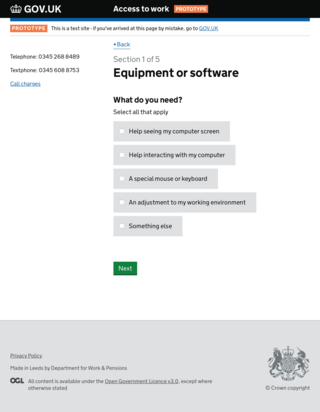 GOV.UK
Access to work PROTOTYPE
PROTOTYPE This is a test site - if you've arrived at this page by mistake, go to GOV.UK
Back
Telephone: 0345 268 8489
Textphone: 0345 608 8753
Call charges
Section 1 of 5
Equipment or software
What do you need?
Select all that apply
Help seeing my computer screen
Help interacting with my computer
A special mouse or keyboard
An adjustment to my working environment
Something else
Next
Privacy Policy
Made in Leeds by Department for Work & Pensions
OGL All content is available under the Open Government Licence v3.0, except where
otherwise stated
© Crown copyright